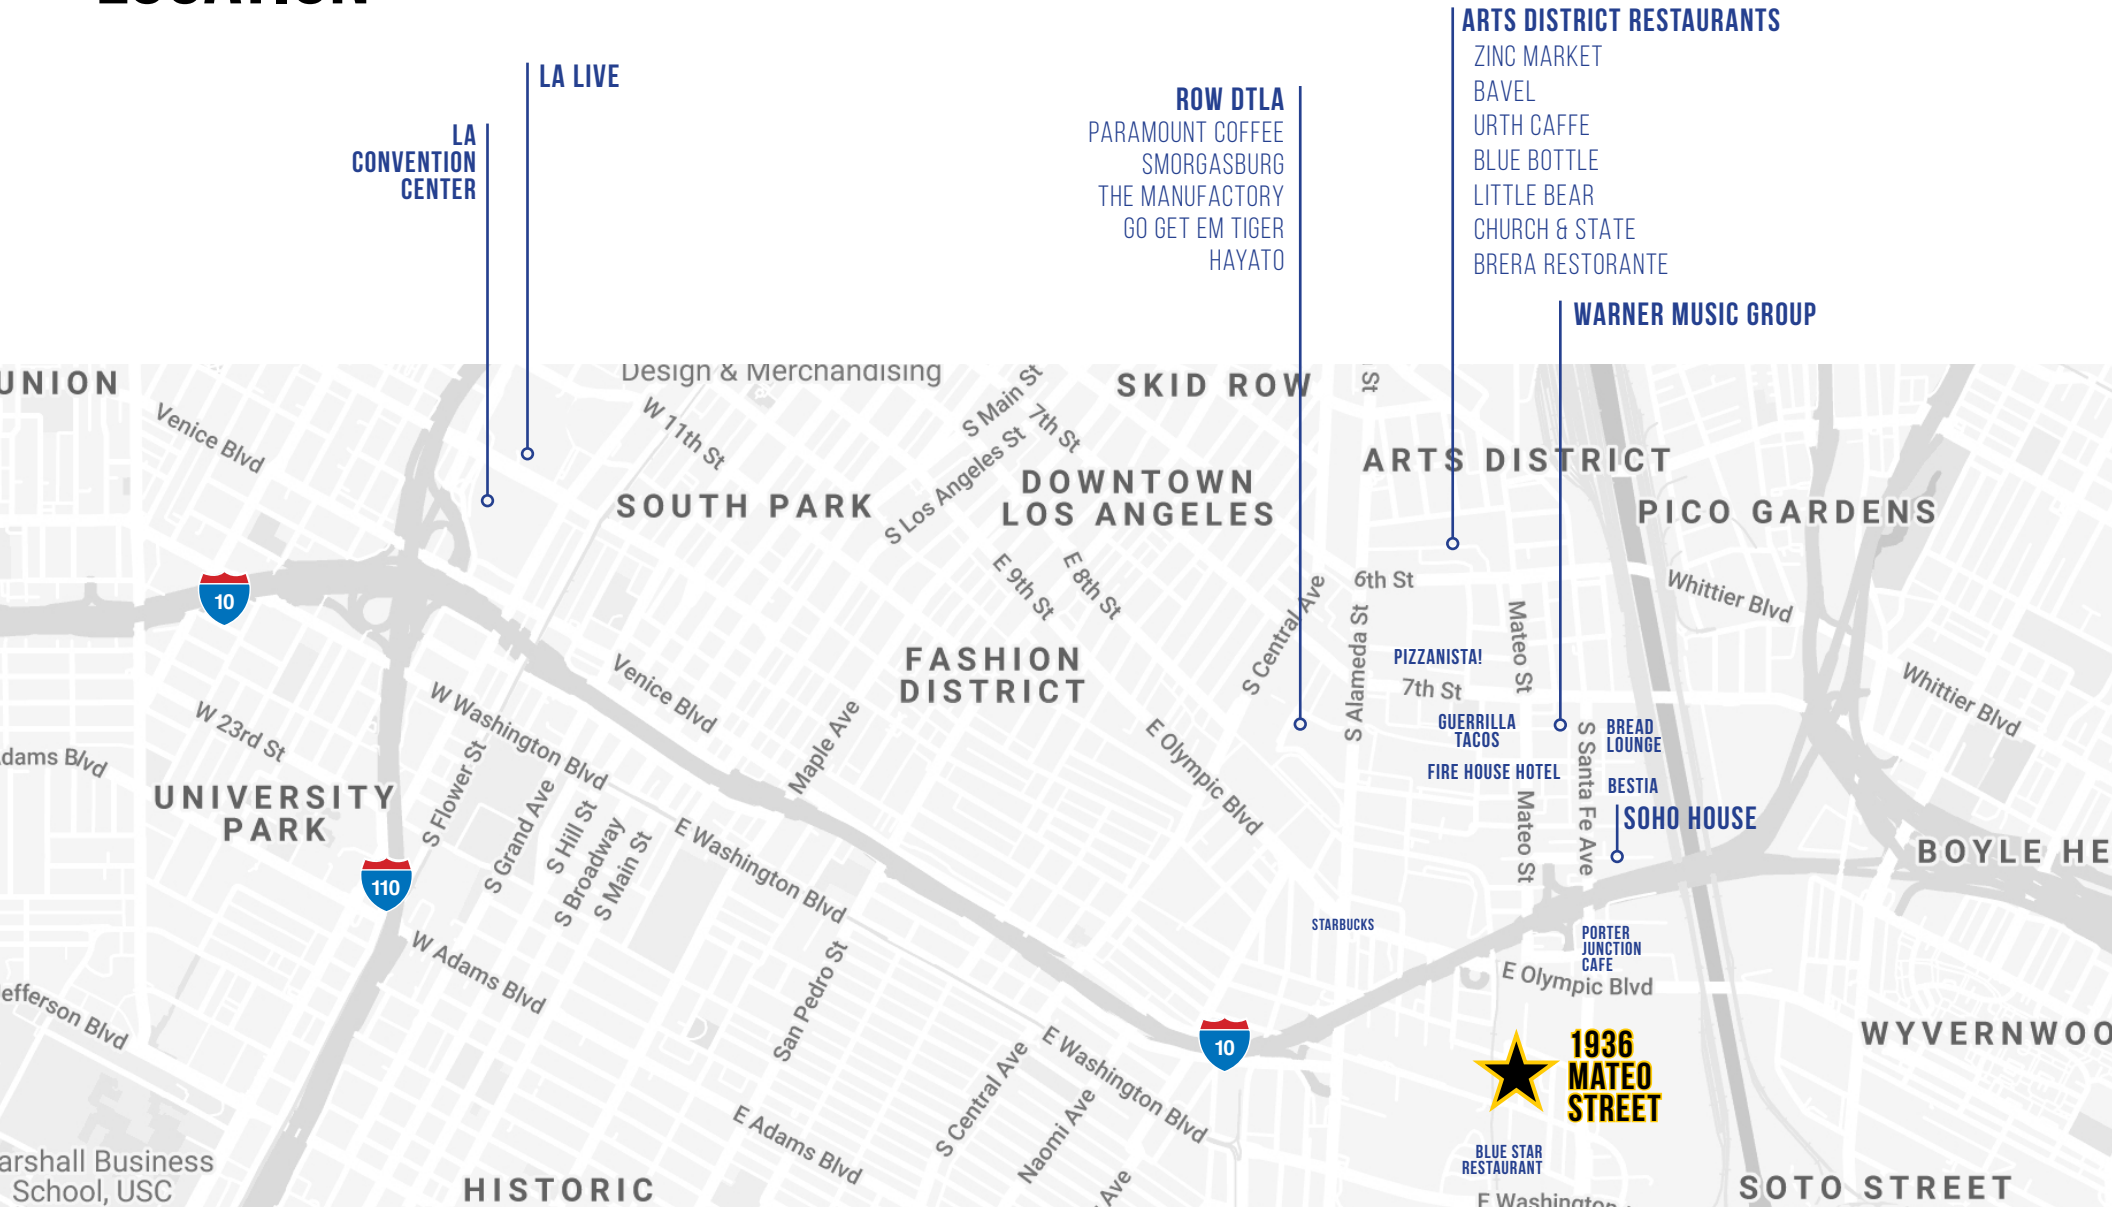 LOCATION
ARTS DISTRICT RESTAURANTS
ZINC MARKET
BAVEL
URTH CAFFE
BLUE BOTTLE
LITTLE BEAR
CHURCH & STATE
BRERA RESTORANTE
LA LIVE
ROW DTLA
PARAMOUNT COFFEE
SMORGASBURG
THE MANUFACTORY
GO GET EM TIGER
HAYATO
LA
CONVENTION
CENTER
WARNER MUSIC GROUP
UNION
Design & Merchandising
SKID ROW
St
Venice Blvd
W 11th St
S Main St
7th St
S Los Angeles St
ARTS DISTRICT
DOWNTOWN
LOS ANGELES
SOUTH PARK
PICO GARDENS
E 9th St
E 8th St
6th St
Whittier Blvd
10
S Central Ave
S Alameda St
Mateo St
FASHION
DISTRICT
PIZZANISTA!
7th St
Venice Blvd
Whittier Blvd
W Washington Blvd
W 23rd St
Maple Ave
E Olympic Blvd
GUERRILLA
TACOS
S Santa Fe Ave
BREAD
LOUNGE
dams Blvd
FIRE HOUSE HOTEL
BESTIA
UNIVERSITY
PARK
S Flower St
S Grand Ave
S Hill St
S Broadway
S Main St
E Washington Blvd
Mateo St
SOHO HOUSE
BOYLE HE
110
STARBUCKS
W Adams Blvd
San Pedro St
PORTER
JUNCTION
CAFE
E Olympic Blvd
efferson Blvd
10
E Washington Blvd
1936
MATEO
STREET
WYVERNWOO
S Central Ave
Naomi Ave
E Adams Blvd
BLUE STAR
RESTAURANT
arshall Business
School, USC
HISTORIC
Ave
E Washington
SOTO STREET